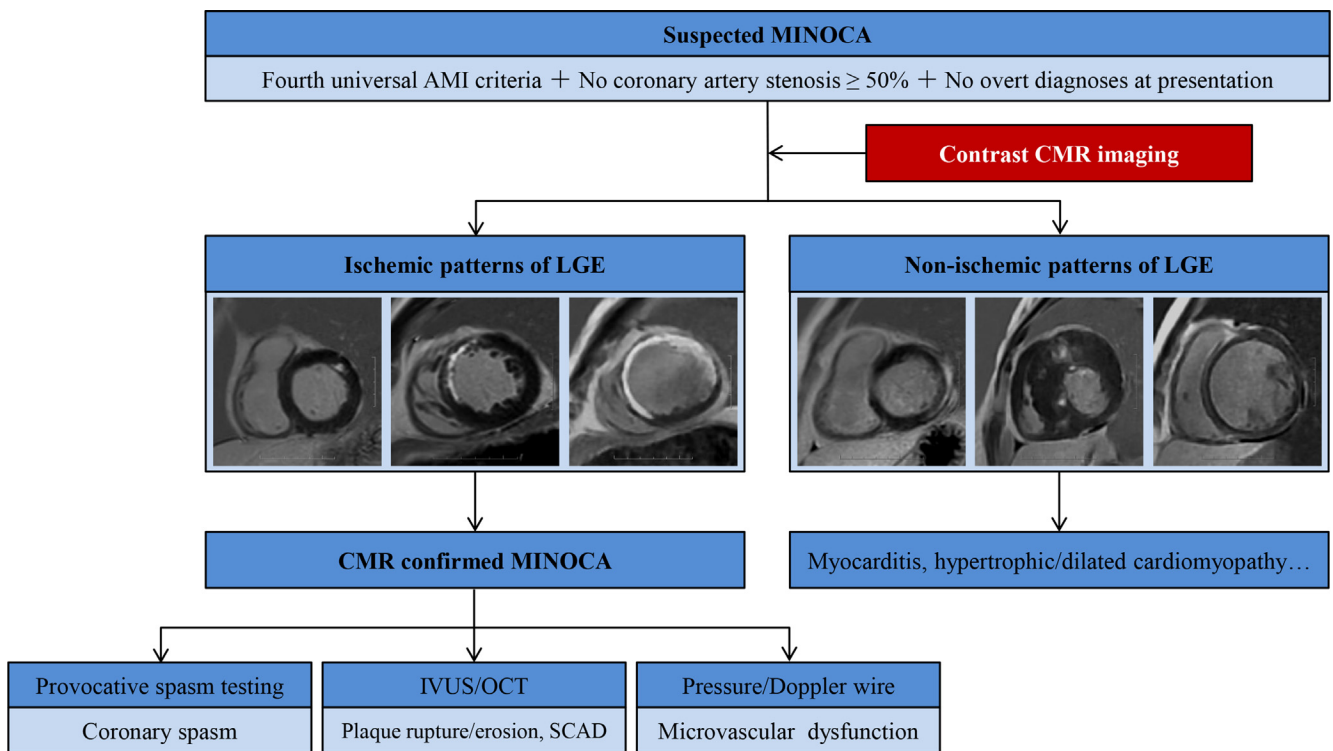 Suspected MINOCA
Fourth universal AMI criteria + No coronary artery stenosis ≥ 50% + No overt diagnoses at presentation
Contrast CMR imaging
Ischemic patterns of LGE
Non-ischemic patterns of LGE
CMR confirmed MINOCA
Myocarditis, hypertrophic/dilated cardiomyopathy…
Provocative spasm testing
Coronary spasm
IVUS/OCT
Plaque rupture/erosion, SCAD
Pressure/Doppler wire
Microvascular dysfunction